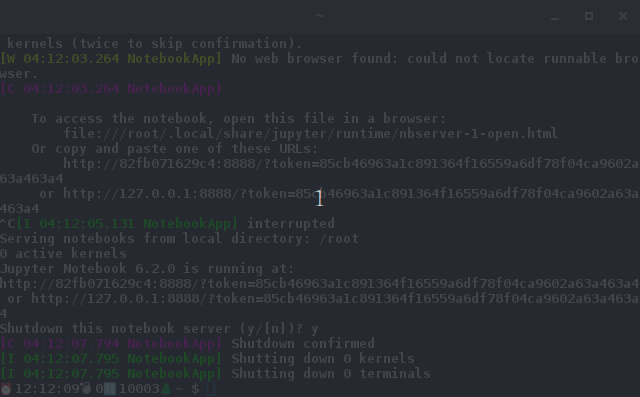 ~
kernels (twice to skip confirmation).
[W 04:12:03.264 NotebookApp] No web browser found: could not locate runnable bro
wser.
[C 04:12:03.264 NotebookApp]
To access the notebook, open this file in a browser:
file:///root/.local/share/jupyter/runtime/nbserver-1-open.html
Or copy and paste one of these URLs:
http://82fb071629c4:8888/?token=85cb46963a1c891364f16559a6df78f04ca9602a
63a463a4
or http://127.0.0.1:8888/?token=85cb46963a1c891364f16559a6df78f04ca9602a63a
463a4
^C[I 04:12:05.131 NotebookApp] interrupted
Serving notebooks from local directory: /root
0 active kernels
Jupyter Notebook 6.2.0 is running at:
http://82fb071629c4:8888/?token=85cb46963a1c891364f16559a6df78f04ca9602a63a463a4
or http://127.0.0.1:8888/?token=85cb46963a1c891364f16559a6df78f04ca9602a63a463a
4
Shutdown this notebook server (y/[n])? y
[C 04:12:07.794 NotebookApp] Shutdown confirmed
[I 04:12:07.795 NotebookApp] Shutting down 0 kernels
[I 04:12:07.795 NotebookApp] Shutting down 0 terminals
12:12:09 0 10003 ~ $